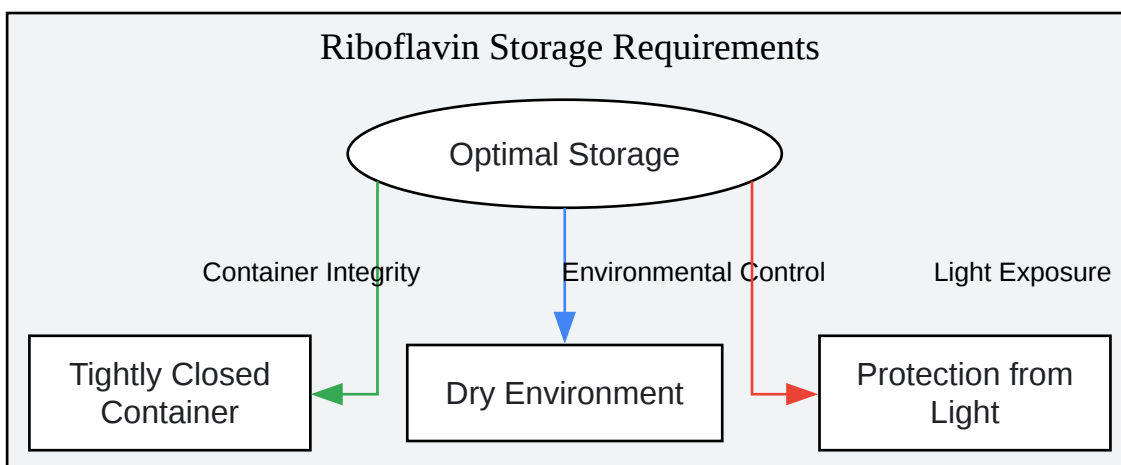 Riboflavin Storage Requirements
Optimal Storage
Container Integrity
Environmental Control
Light Exposure
Tightly Closed
Container
Dry Environment
Protection from
Light